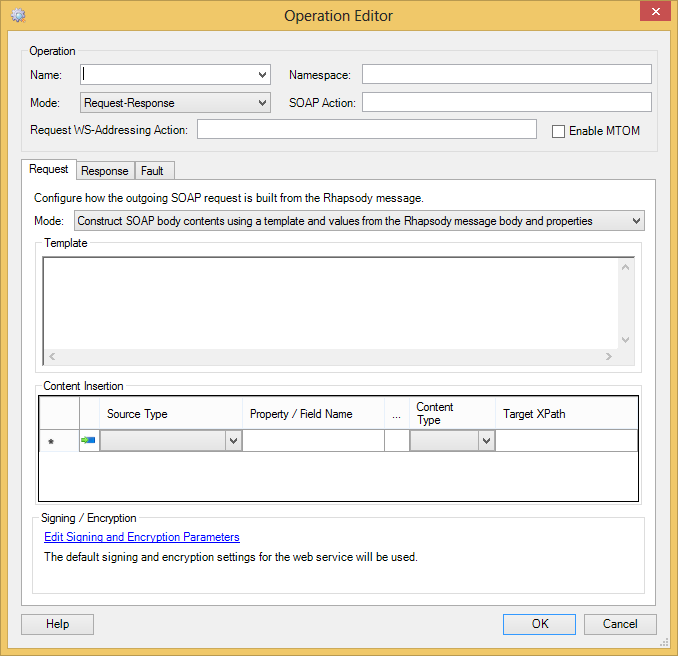 Operation Editor
Operation
Name: Namespace:
Mode: Request-Response SOAP Action:
Request WS-Addressing Action: Enable MTOM
Request Response Fault
Configure how the outgoing SOAP request is built from the Rhapsody message.
Mode: Construct SOAP body contents using a template and values from the Rhapsody message body and properties
Template
Content Insertion
Source Type Property / Field Name ... Content Type Target XPath
*
Signing / Encryption
Edit Signing and Encryption Parameters
The default signing and encryption settings for the web service will be used.
Help OK Cancel